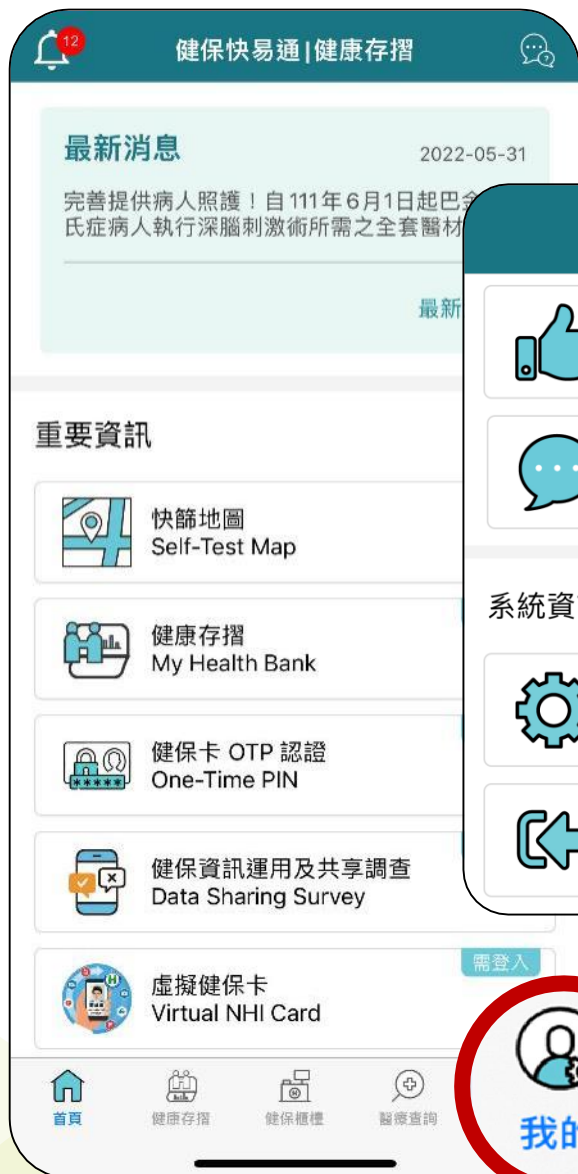 12
健保快易通|健康存摺
最新消息
2022-05-31
完善提供病人照護！自111年6月1日起巴金
氏症病人執行深腦刺激術所需之全套醫材
最新
重要資訊
快篩地圖
Self-Test Map
健康存摺
My Health Bank
系統資
健保卡 OTP 認證
One-Time PIN
健保資訊運用及共享調查
Data Sharing Survey
需登入
虛擬健保卡
Virtual NHI Card
首頁
健康存摺
健保櫃檯
醫療查詢
我的